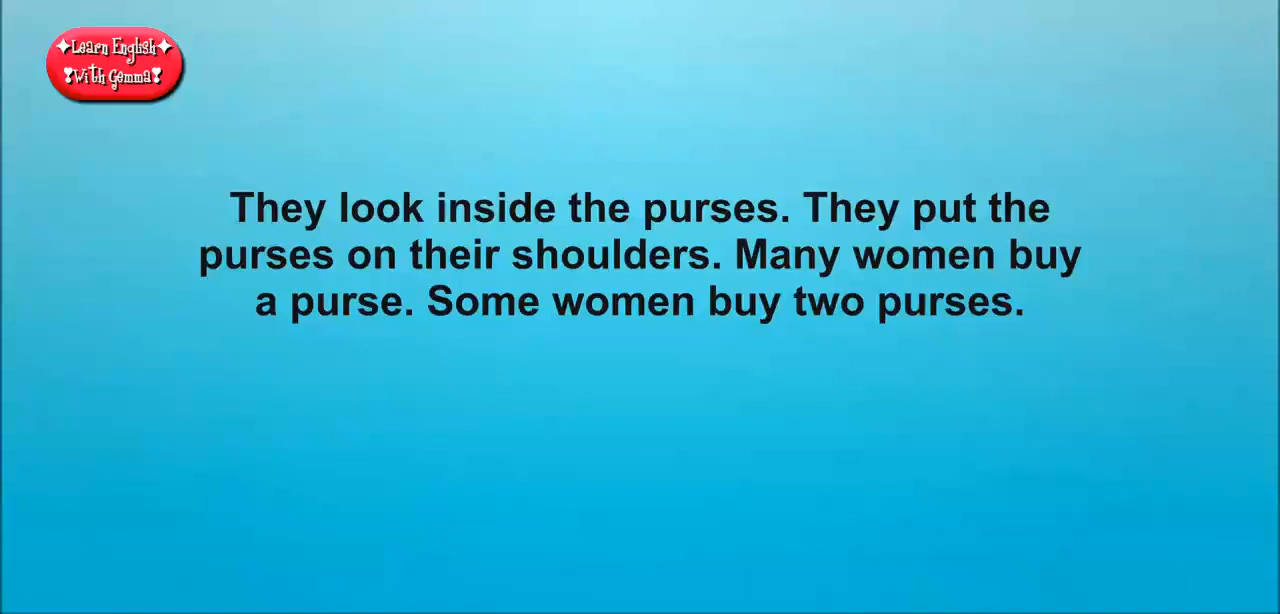 ✦Learn English✦
❣With Gemma❣
They look inside the purses. They put the
purses on their shoulders. Many women buy
a purse. Some women buy two purses.